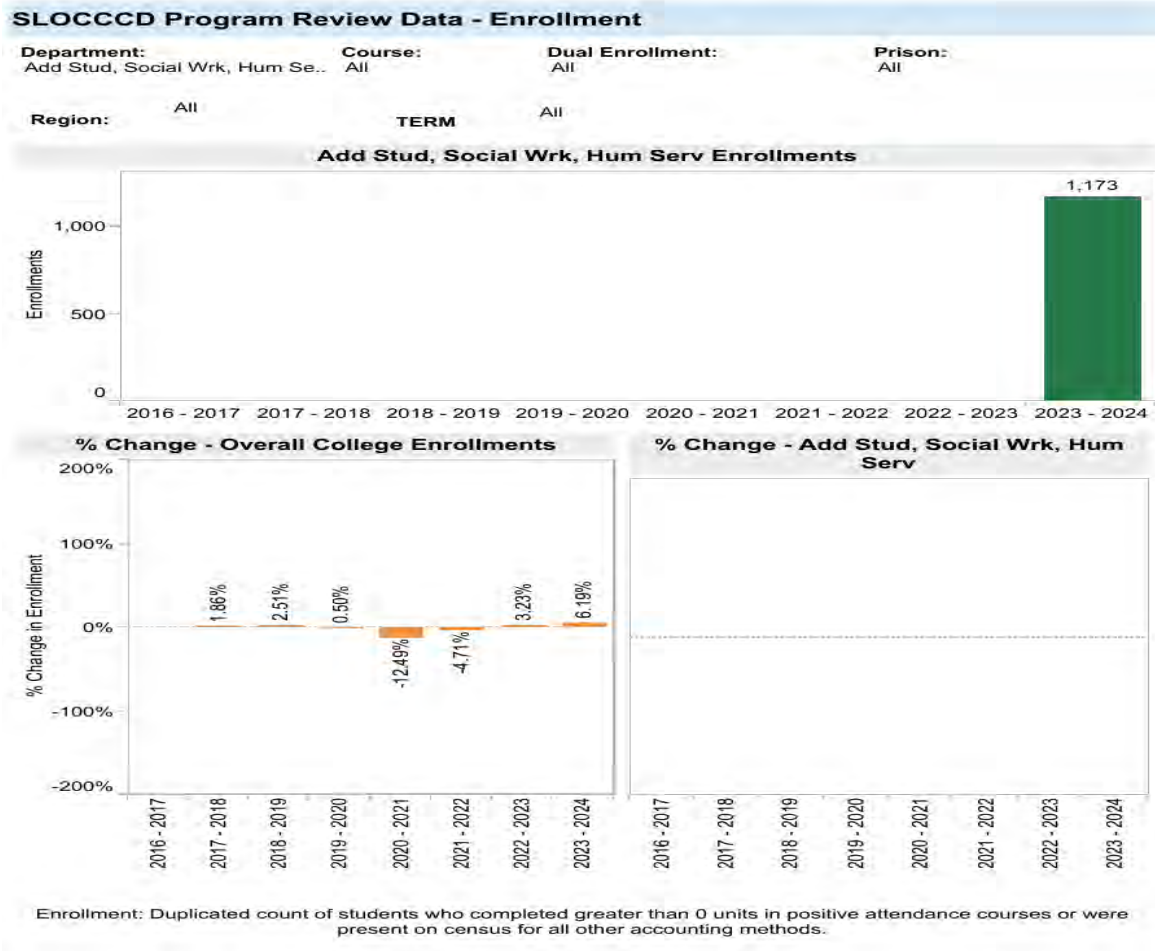 SLOCCCD Program Review Data - Enrollment
Department: Course: Dual Enrollment: Prison:
Add Stud, Social Wrk, Hum Se.. All All All
Region: All TERM All
Add Stud, Social Wrk, Hum Serv Enrollments
Enrollments
1,000
500
0
1,173
2016 - 2017 2017 - 2018 2018 - 2019 2019 - 2020 2020 - 2021 2021 - 2022 2022 - 2023 2023 - 2024
% Change - Overall College Enrollments
% Change in Enrollment
200%
100%
0%
-100%
-200%
1.86%
2.51%
0.50%
-12.49%
-4.71%
3.23%
6.19%
2016 - 2017
2017 - 2018
2018 - 2019
2019 - 2020
2020 - 2021
2021 - 2022
2022 - 2023
2023 - 2024
% Change - Add Stud, Social Wrk, Hum
Serv
2016 - 2017
2017 - 2018
2018 - 2019
2019 - 2020
2020 - 2021
2021 - 2022
2022 - 2023
2023 - 2024
Enrollment: Duplicated count of students who completed greater than 0 units in positive attendance courses or were
present on census for all other accounting methods.